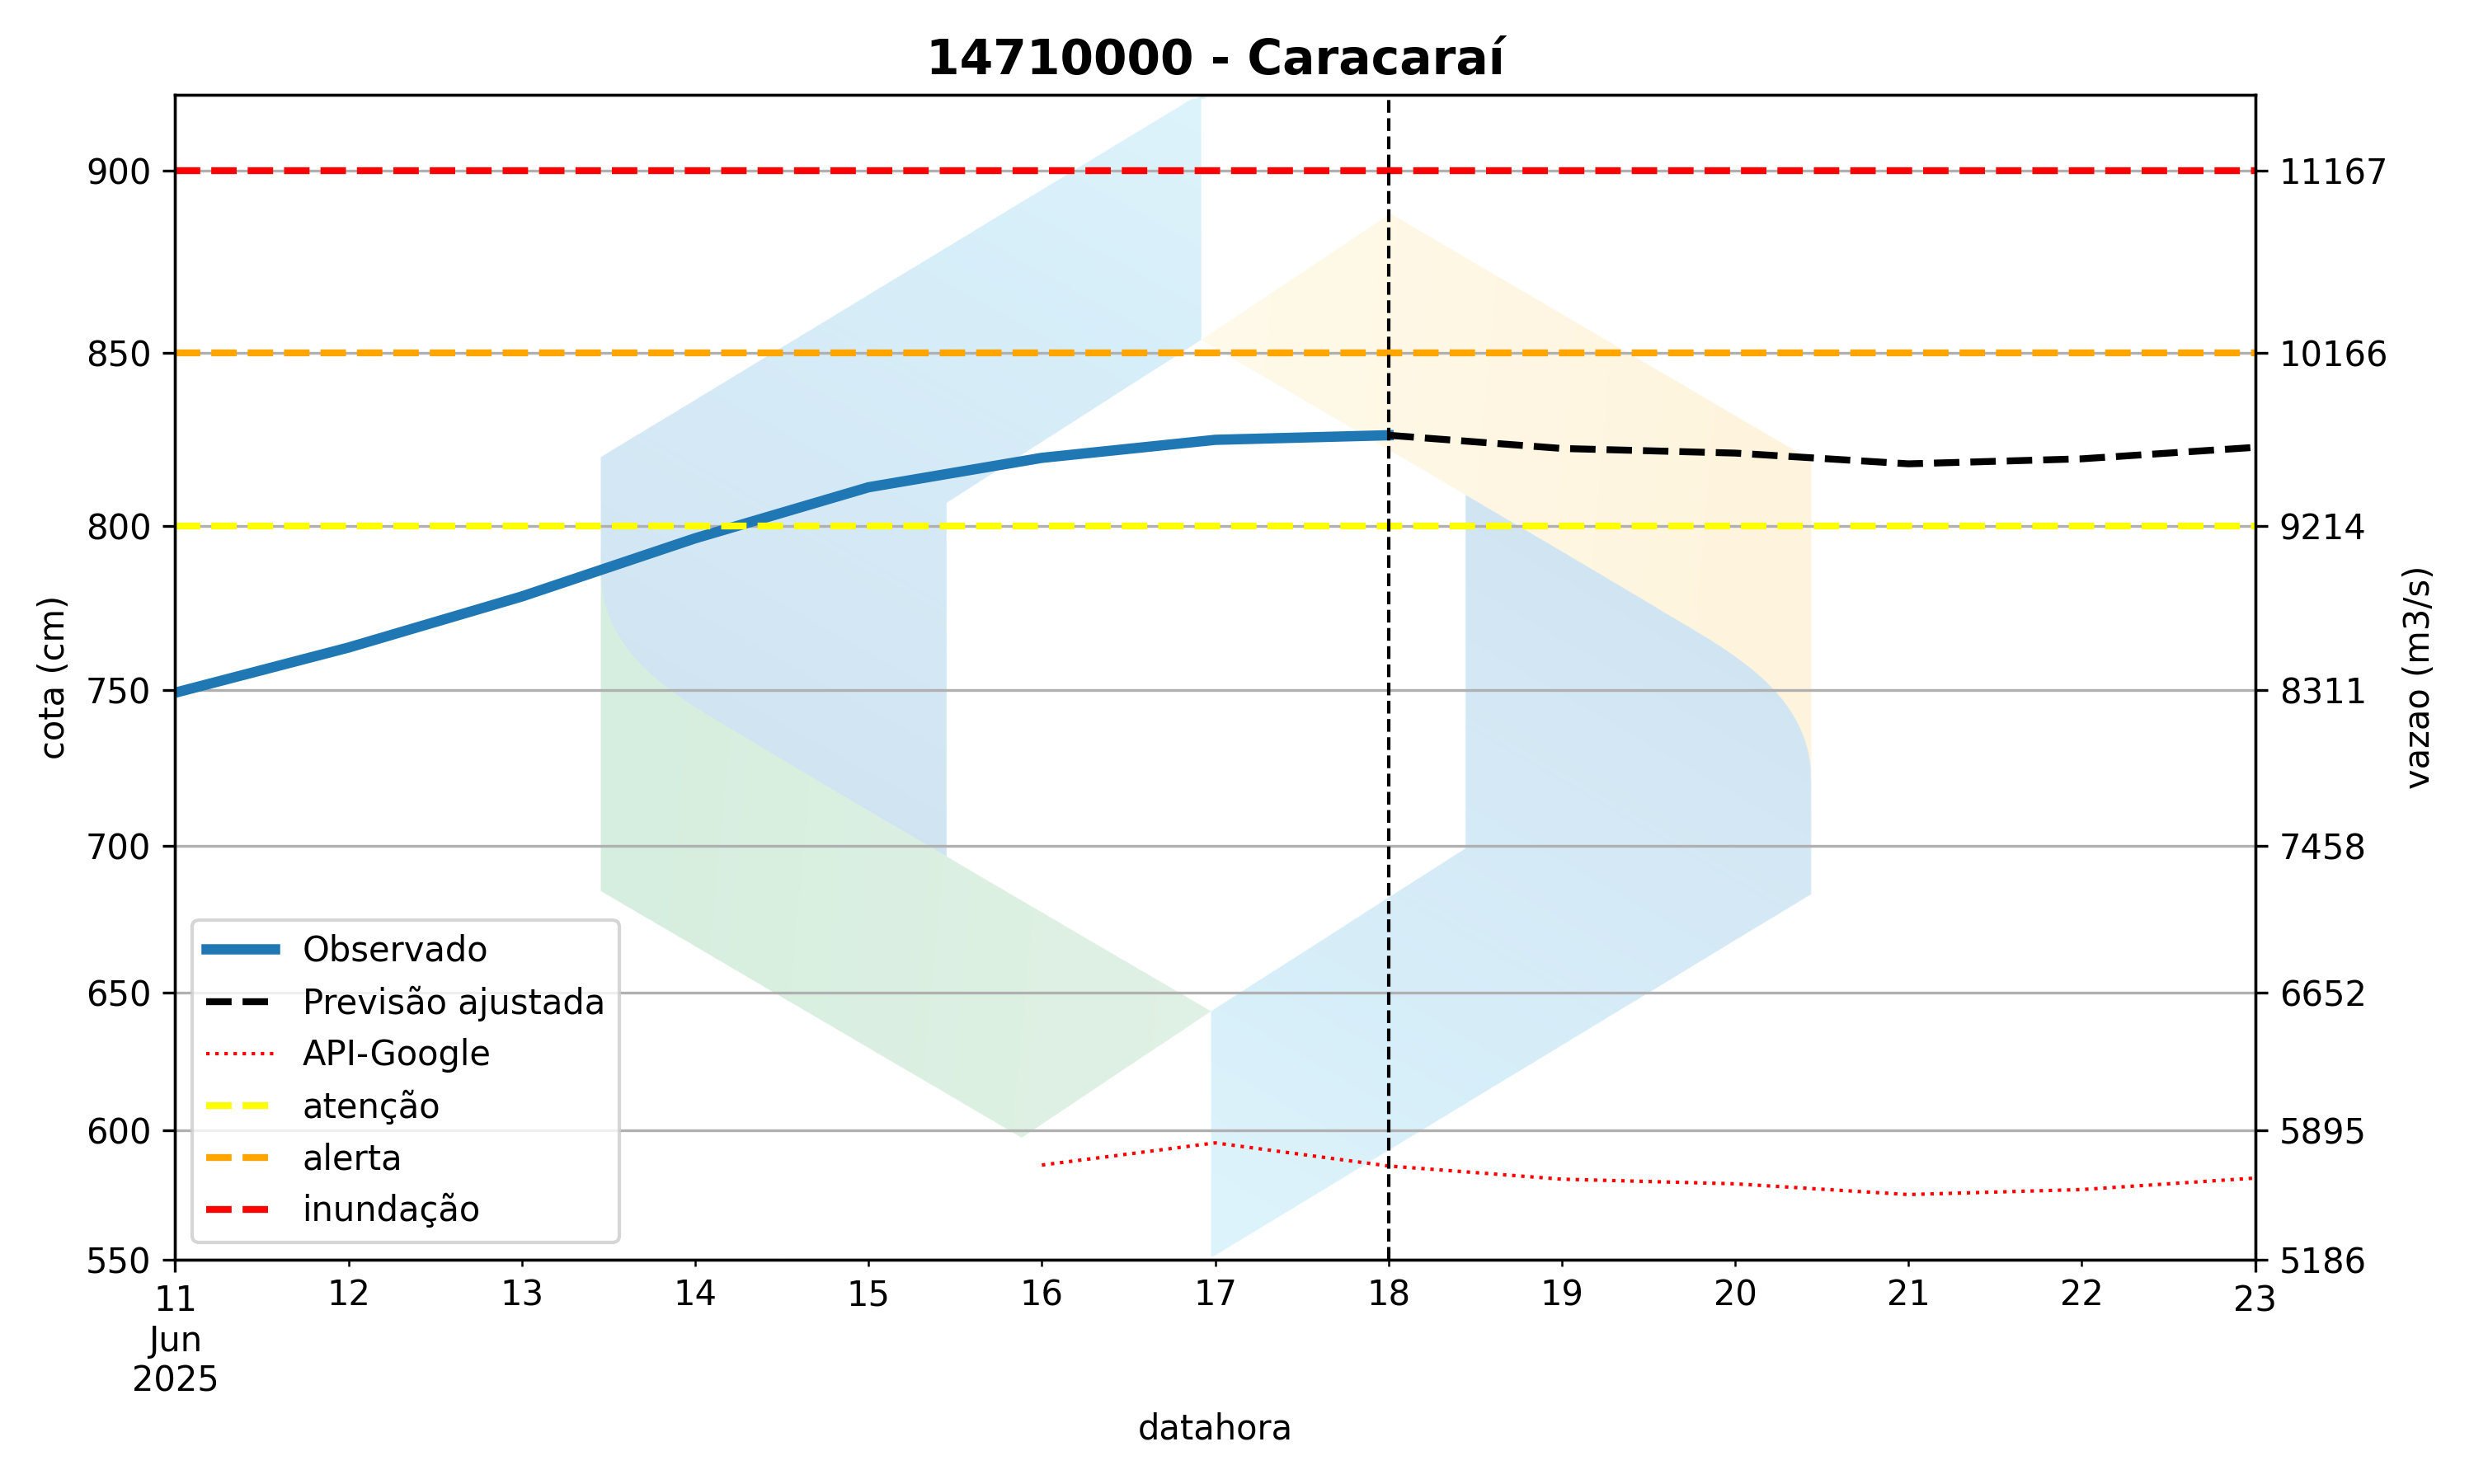 14710000 - Caracaraí
900
850
800
750
700
650
600
550
cota (cm)
11167
10166
9214
8311
7458
6652
5895
5186
vazao (m3/s)
Observado
Previsão ajustada
API-Google
atenção
alerta
inundação
11 12 13 14 15 16 17 18 19 20 21 22 23
Jun
2025
datahora